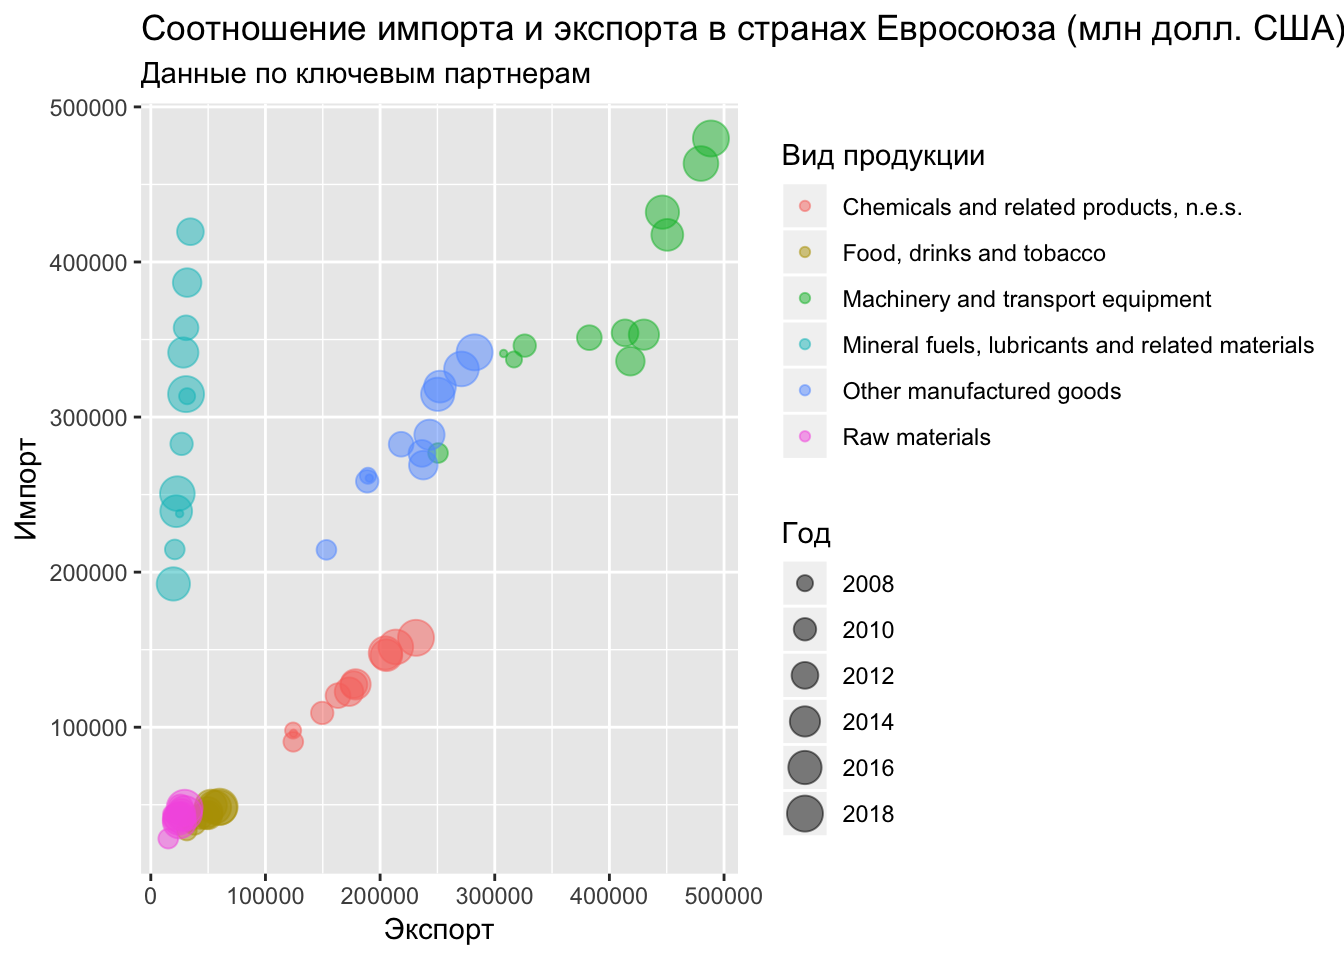 Соотношение импорта и экспорта в странах Евросоюза (млн долл. США)
Данные по ключевым партнерам
500000
400000
300000
200000
100000
Импорт
0 100000 200000 300000 400000 500000
Экспорт
Вид продукции
Chemicals and related products, n.e.s.
Food, drinks and tobacco
Machinery and transport equipment
Mineral fuels, lubricants and related materials
Other manufactured goods
Raw materials
Год
2008
2010
2012
2014
2016
2018